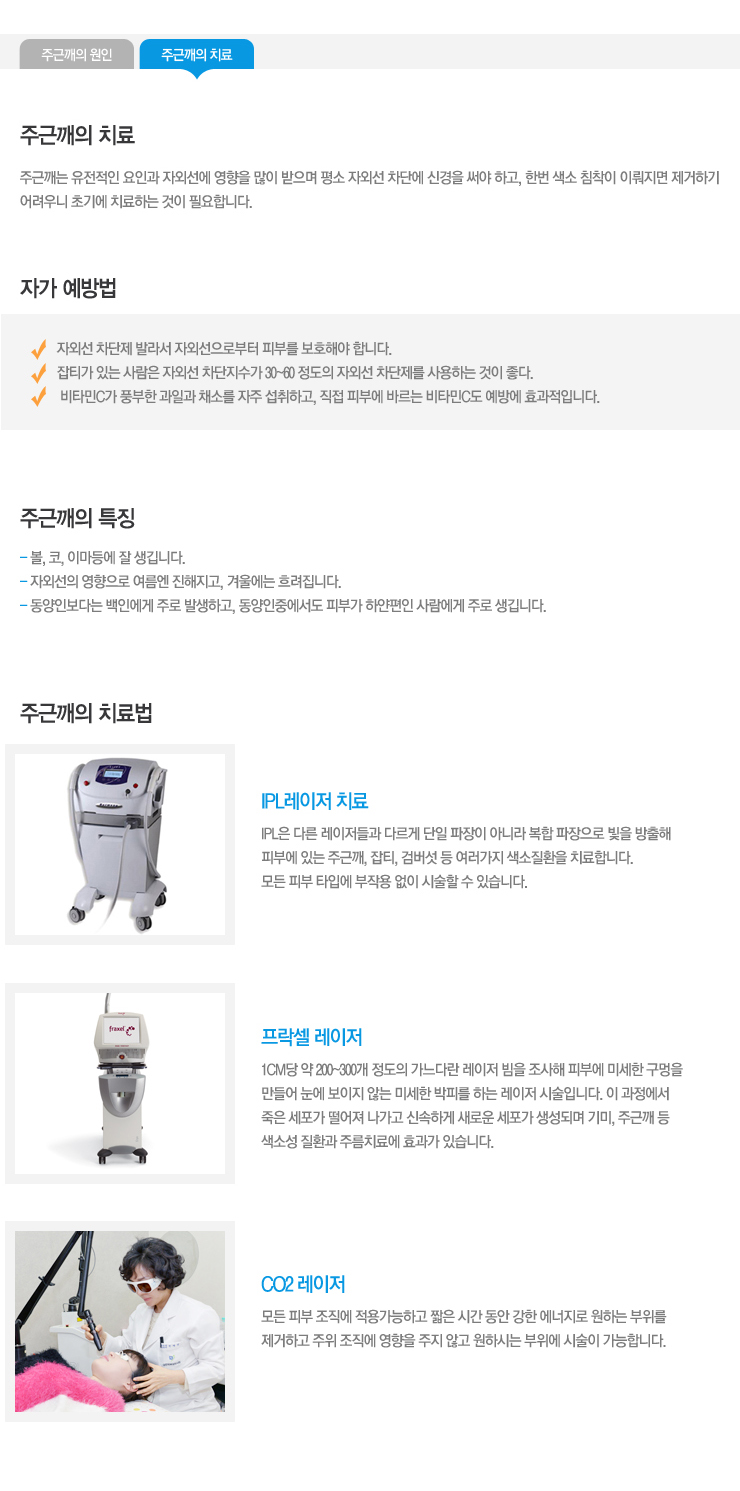 주근깨의 원인
주근깨의 치료
주근깨의 치료
주근깨는 유전적인 요인과 자외선에 영향을 많이 받으며 평소 자외선 차단에 신경을 써야 하고, 한번 색소 침착이 이뤄지면 제거하기
어려우니 초기에 치료하는 것이 필요합니다.
자가 예방법
자외선 차단제 발라서 자외선으로부터 피부를 보호해야 합니다.
잡티가 있는 사람은 자외선 차단지수가 30~60 정도의 자외선 차단제를 사용하는 것이 좋다.
비타민C가 풍부한 과일과 채소를 자주 섭취하고, 직접 피부에 바르는 비타민C도 예방에 효과적입니다.
주근깨의 특징
- 볼, 코, 이마등에 잘 생깁니다.
- 자외선의 영향으로 여름엔 진해지고, 겨울에는 흐려집니다.
- 동양인보다는 백인에게 주로 발생하고, 동양인중에서도 피부가 하얀편인 사람에게 주로 생깁니다.
주근깨의 치료법
IPL레이저 치료
IPL은 다른 레이저들과 다르게 단일 파장이 아니라 복합 파장으로 빛을 방출해
피부에 있는 주근깨, 잡티, 검버섯 등 여러가지 색소질환을 치료합니다.
모든 피부 타입에 부작용 없이 시술할 수 있습니다.
fraxel
프락셀 레이저
1CM당 약 200~300개 정도의 가느다란 레이저 빔을 조사해 피부에 미세한 구멍을
만들어 눈에 보이지 않는 미세한 박피를 하는 레이저 시술입니다. 이 과정에서
죽은 세포가 떨어져 나가고 신속하게 새로운 세포가 생성되며 기미, 주근깨 등
색소성 질환과 주름치료에 효과가 있습니다.
CO2 레이저
모든 피부 조직에 적용가능하고 짧은 시간 동안 강한 에너지로 원하는 부위를
제거하고 주위 조직에 영향을 주지 않고 원하시는 부위에 시술이 가능합니다.